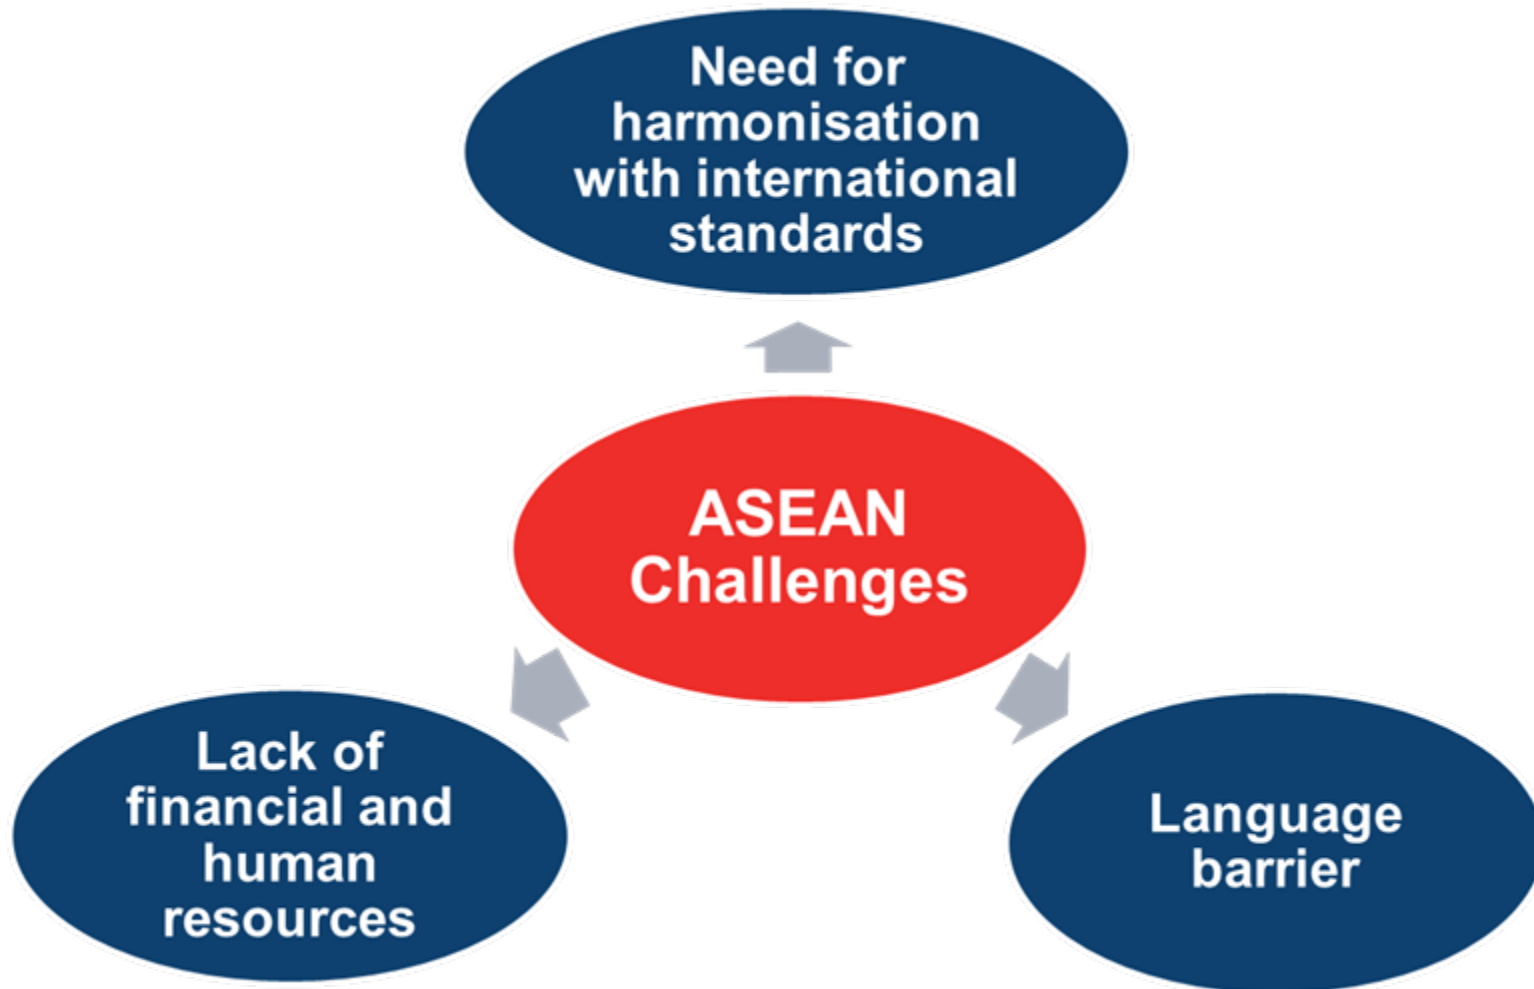 Need for
harmonisation
with international
standards
ASEAN
Challenges
Lack of
financial and
human
resources
Language
barrier